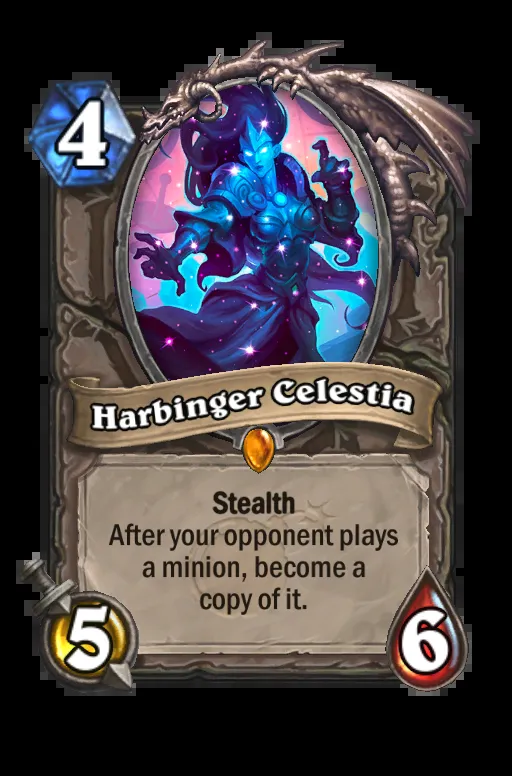 4
Harbinger Celestia
Stealth
After your opponent plays
a minion, become a
copy of it.
5
6